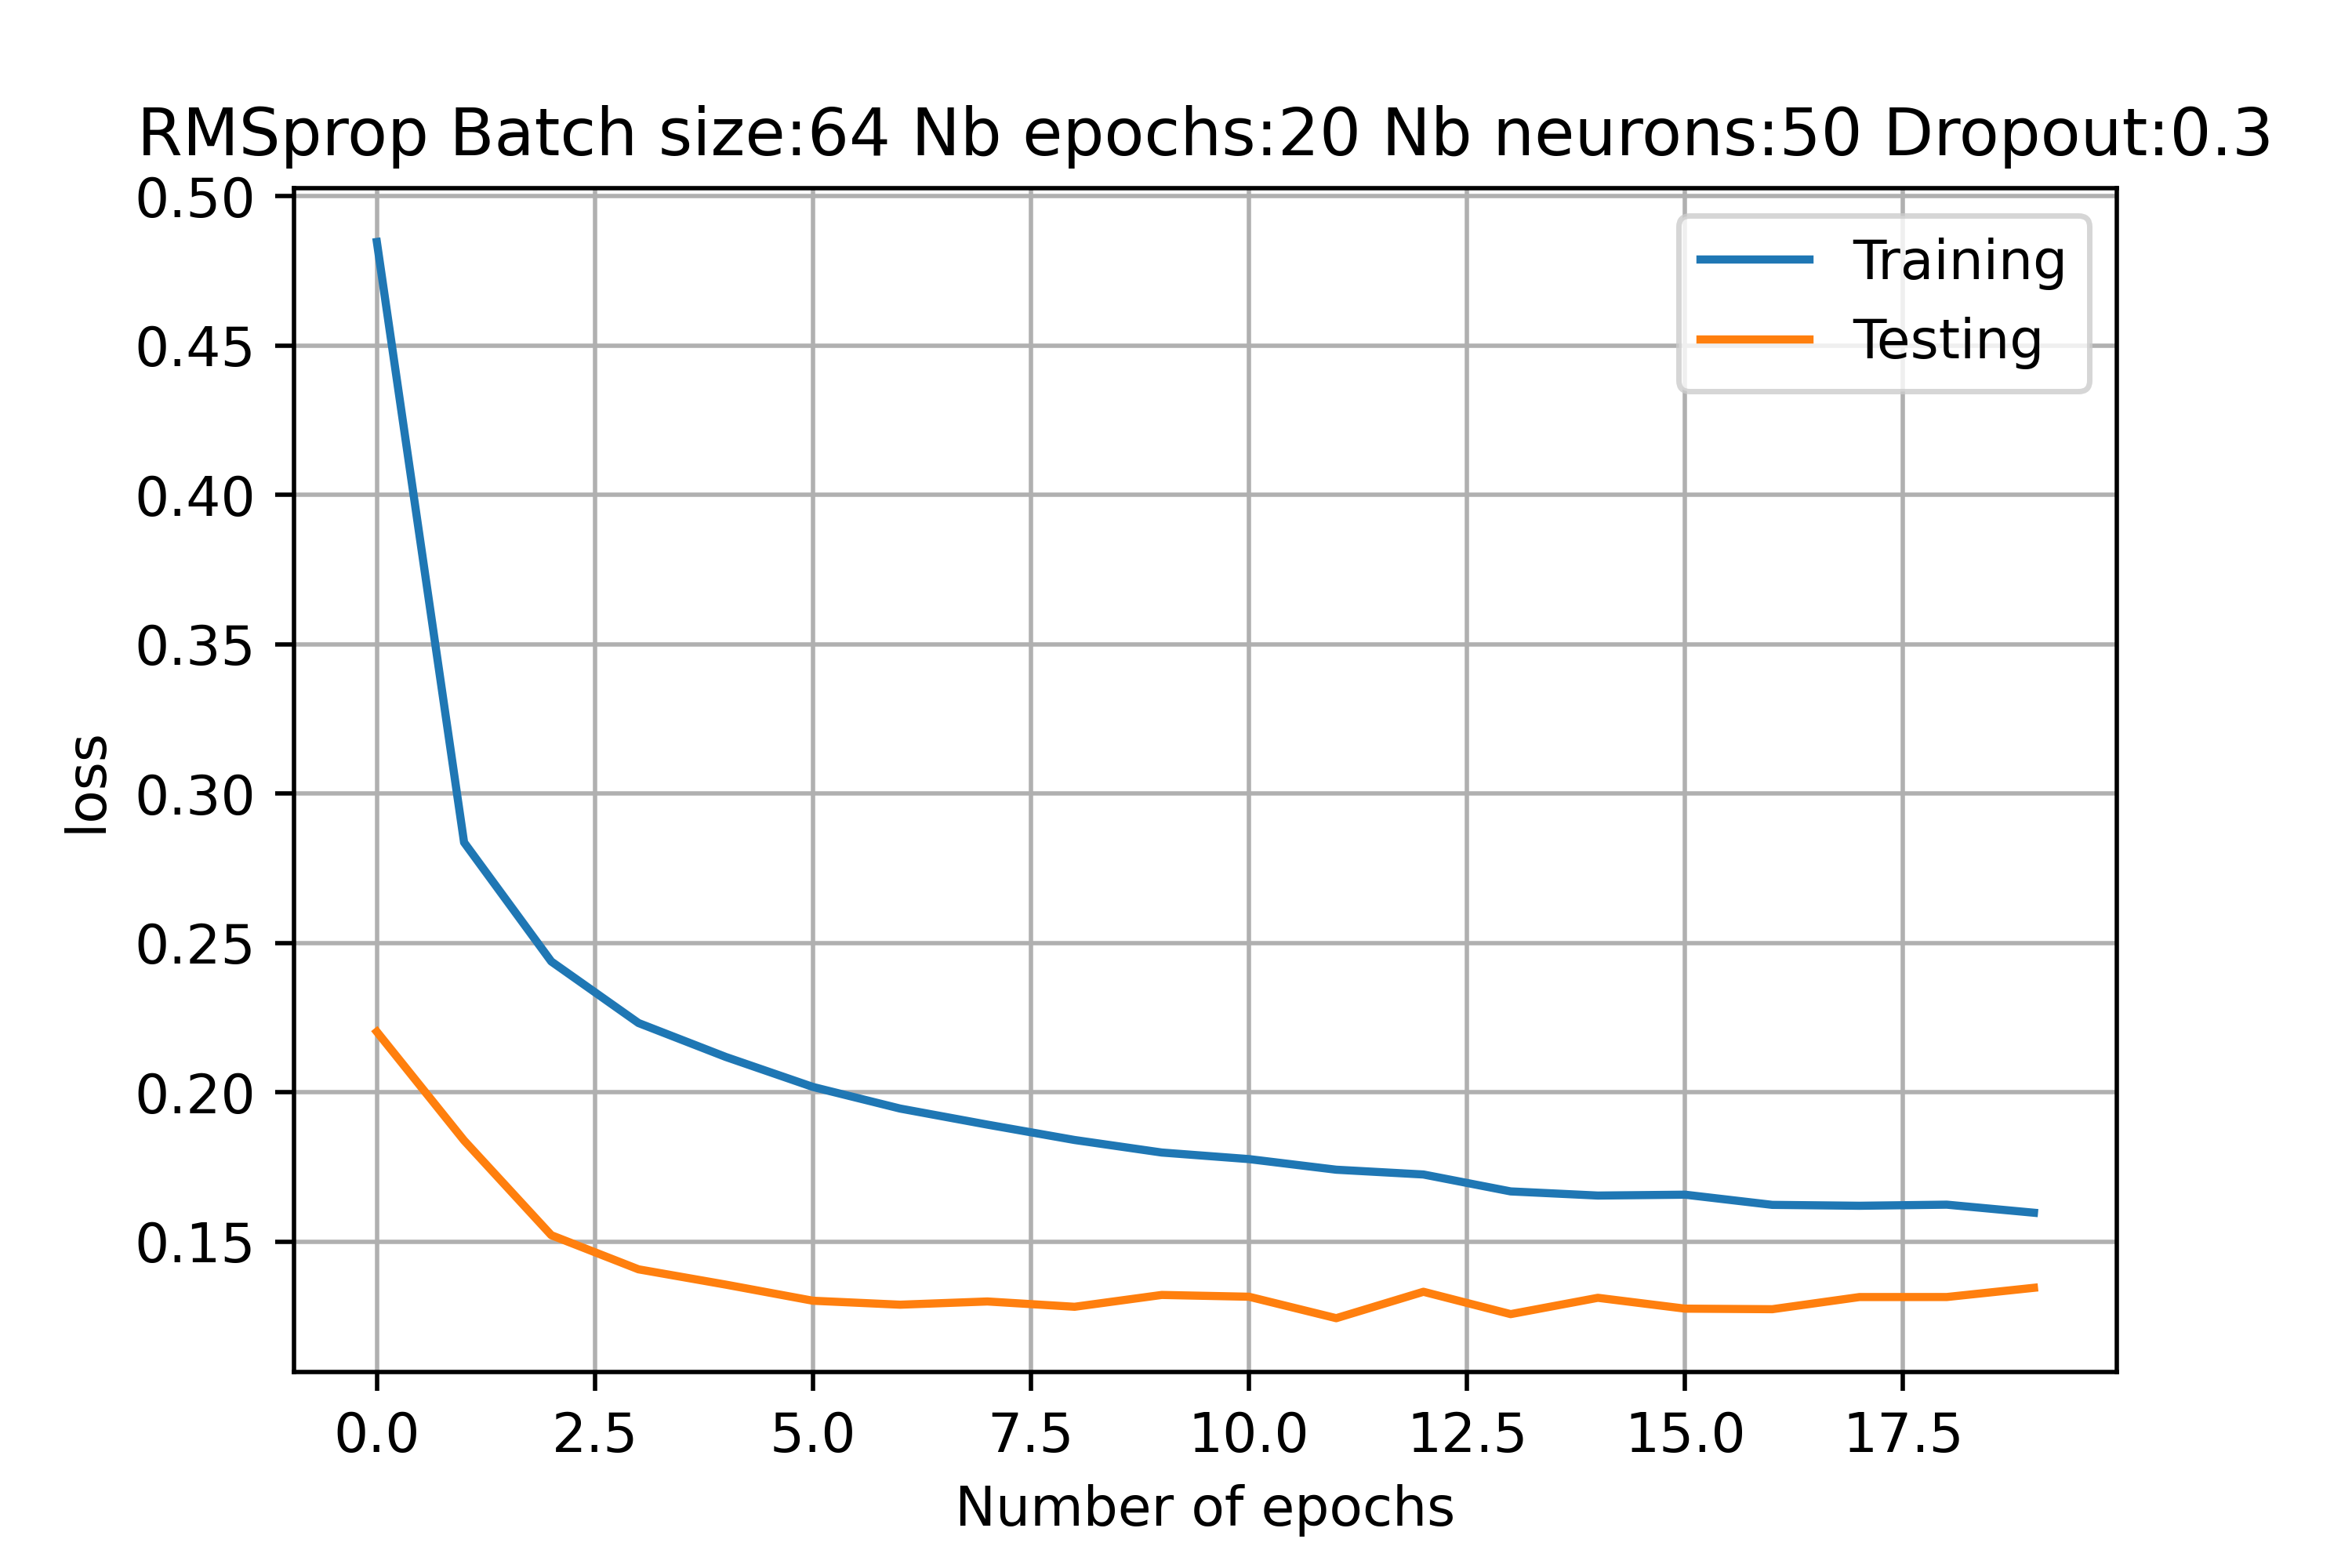 RMSprop Batch size:64 Nb epochs:20 Nb neurons:50 Dropout:0.3
0.50
0.45
0.40
0.35
0.30
0.25
0.20
0.15
loss
Training
Testing
0.0 2.5 5.0 7.5 10.0 12.5 15.0 17.5
Number of epochs